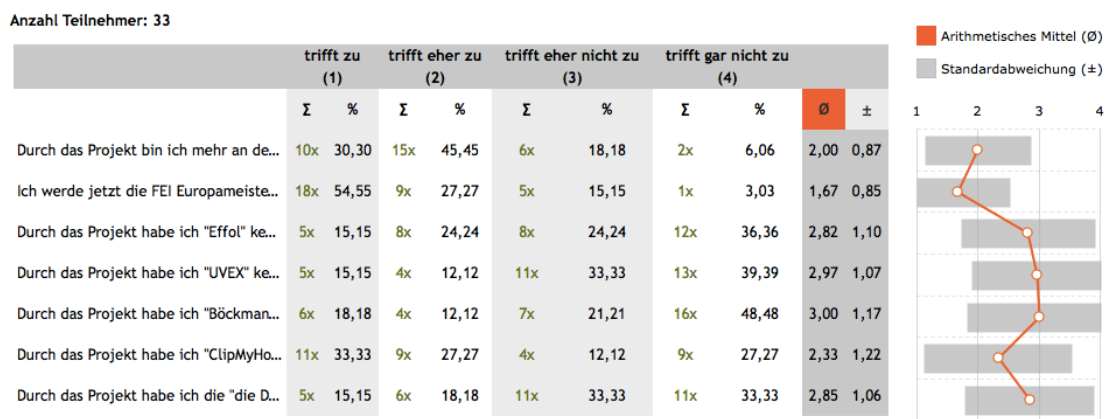 Anzahl Teilnehmer: 33
Arithmetisches Mittel (Ø)
Standardabweichung (±)
trifft zu trifft eher zu trifft eher nicht zu trifft gar nicht zu
(1) (2) (3) (4)
Σ % Σ % Σ % Σ % Ø ± 1 2 3 4
Durch das Projekt bin ich mehr an de... 10x 30,30 15x 45,45 6x 18,18 2x 6,06 2,00 0,87
Ich werde jetzt die FEI Europameiste... 18x 54,55 9x 27,27 5x 15,15 1x 3,03 1,67 0,85
Durch das Projekt habe ich "Effol" ke... 5x 15,15 8x 24,24 8x 24,24 12x 36,36 2,82 1,10
Durch das Projekt habe ich "UVEX" ke... 5x 15,15 4x 12,12 11x 33,33 13x 39,39 2,97 1,07
Durch das Projekt habe ich "Böckman... 6x 18,18 4x 12,12 7x 21,21 16x 48,48 3,00 1,17
Durch das Projekt habe ich "ClipMyHo... 11x 33,33 9x 27,27 4x 12,12 9x 27,27 2,33 1,22
Durch das Projekt habe ich die "die D... 5x 15,15 6x 18,18 11x 33,33 11x 33,33 2,85 1,06